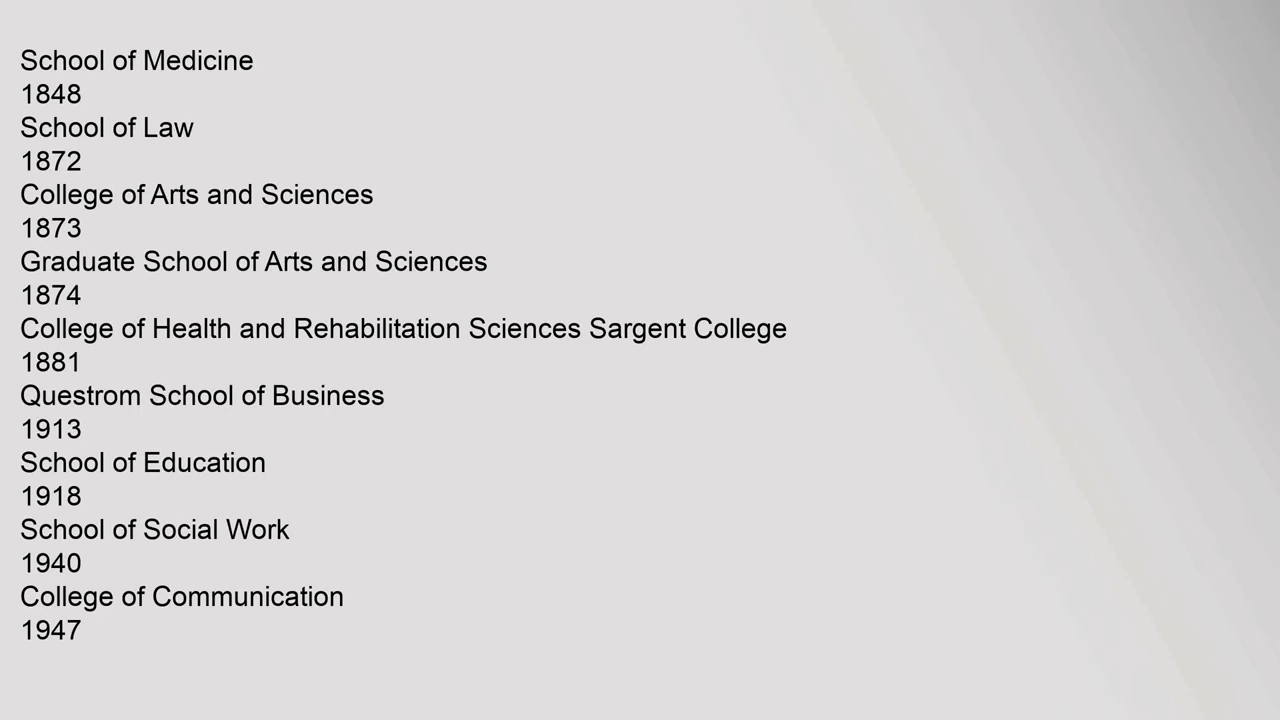 School of Medicine
1848
School of Law
1872
College of Arts and Sciences
1873
Graduate School of Arts and Sciences
1874
College of Health and Rehabilitation Sciences Sargent College
1881
Questrom School of Business
1913
School of Education
1918
School of Social Work
1940
College of Communication
1947